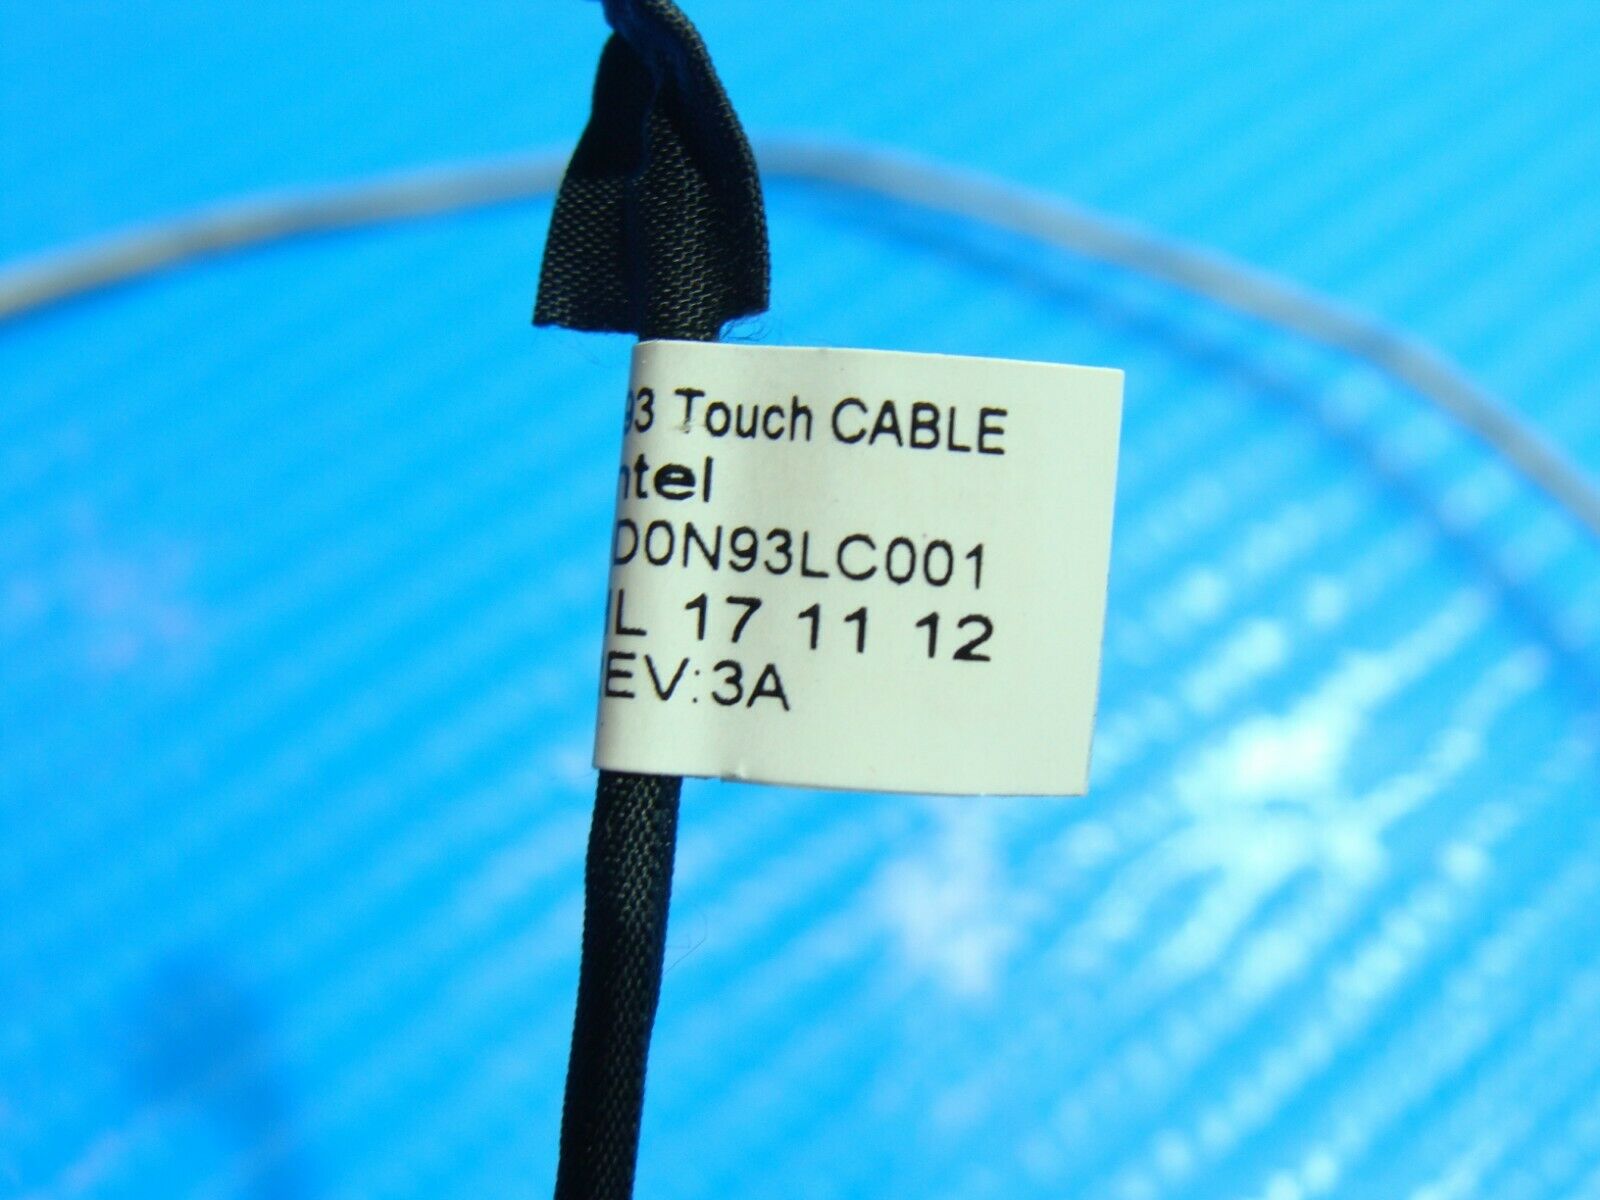 93 Touch CABLE
ntel
D0N93LC001
L 17 11 12
EV:3A